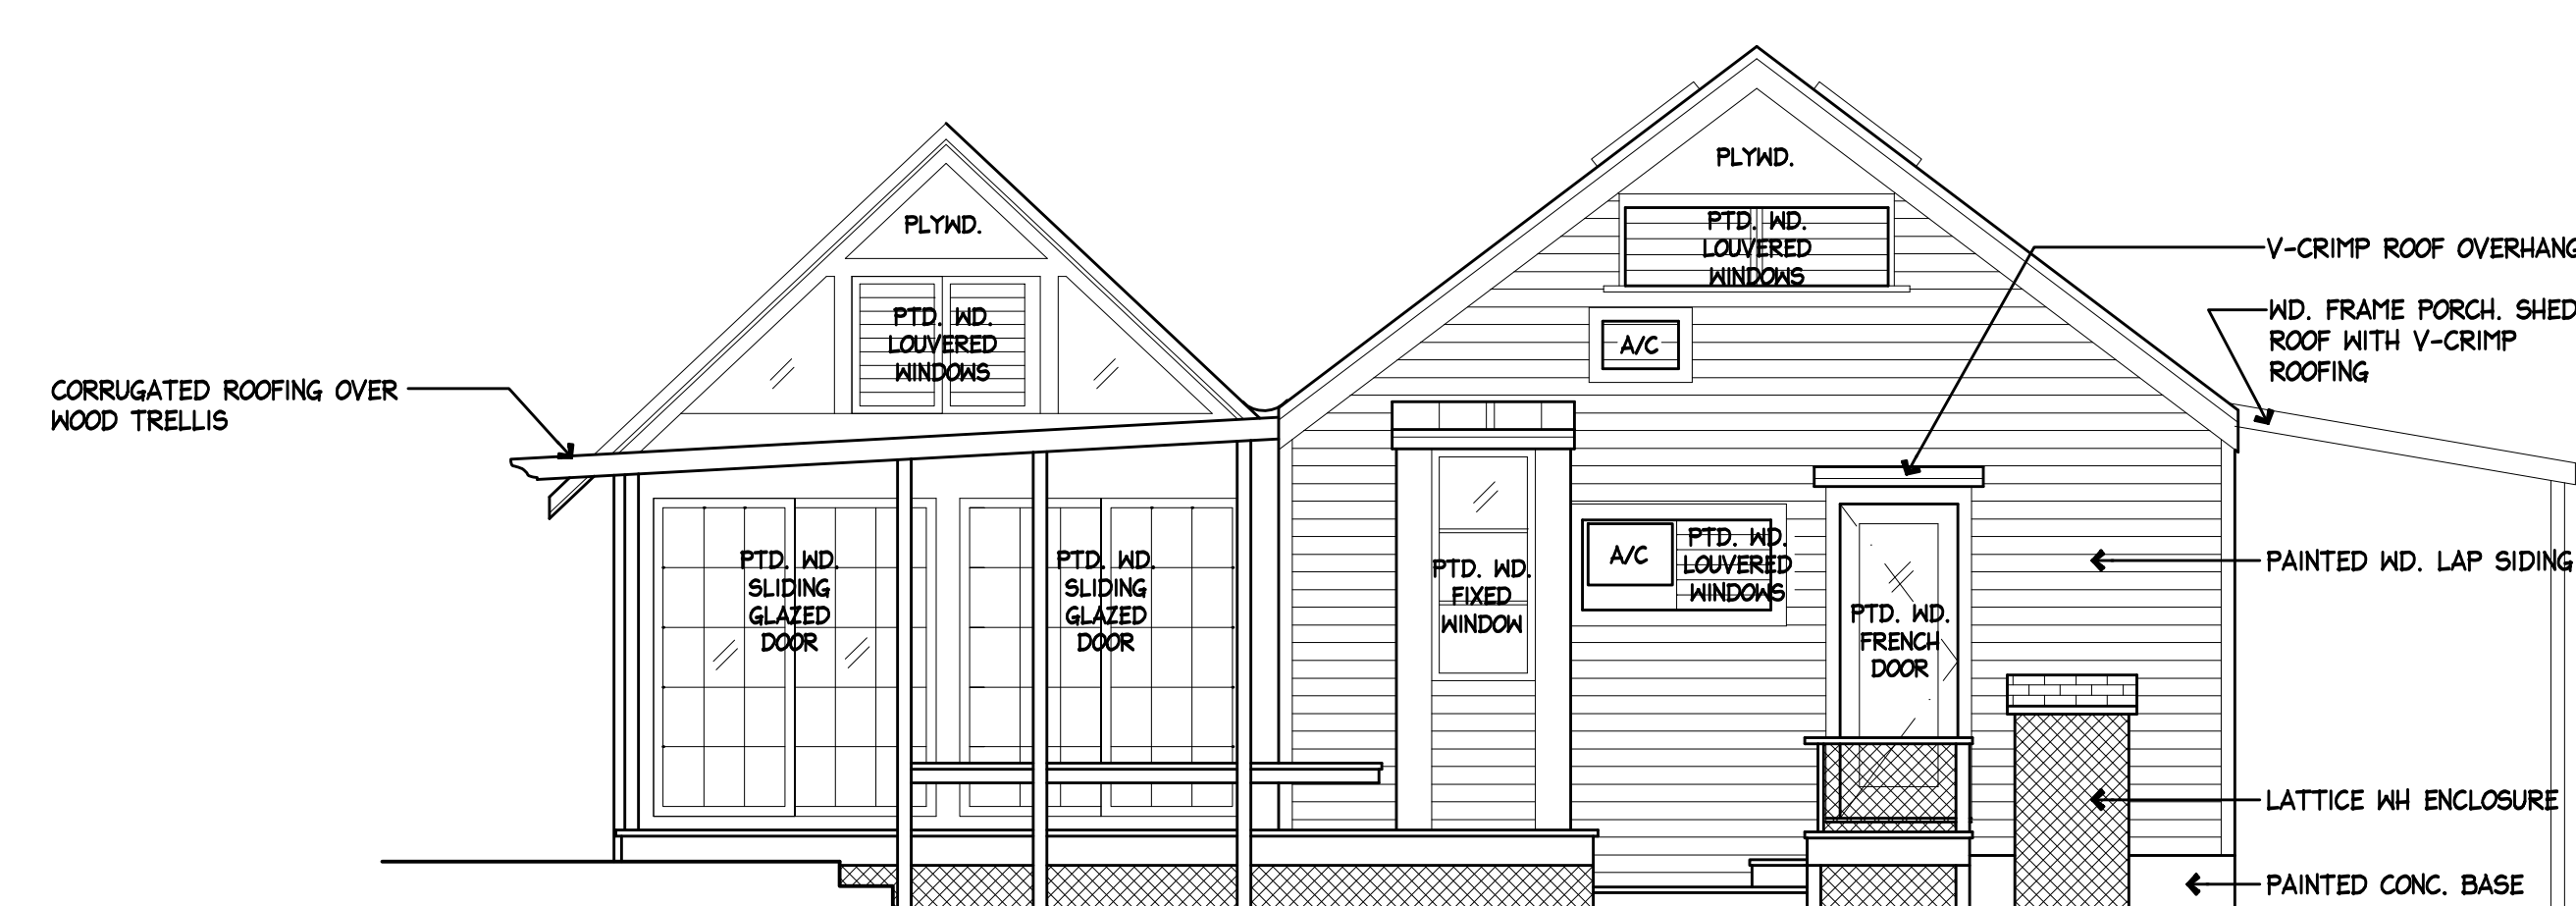 PLYWD.
PLYWD.
PTD. WD.
LOUVERED
WINDOWS
V-CRIMP ROOF OVERHANG
WD. FRAME PORCH. SHED
ROOF WITH V-CRIMP
ROOFING
PTD. WD.
LOUVERED
WINDOWS
A/C
CORRUGATED ROOFING OVER
WOOD TRELLIS
PTD. WD.
SLIDING
GLAZED
DOOR
PTD. WD.
SLIDING
GLAZED
DOOR
PTD. WD.
FIXED
WINDOW
A/C
PTD. WD.
LOUVERED
WINDOWS
PTD. WD.
FRENCH
DOOR
PAINTED WD. LAP SIDING
LATTICE WH ENCLOSURE
PAINTED CONC. BASE